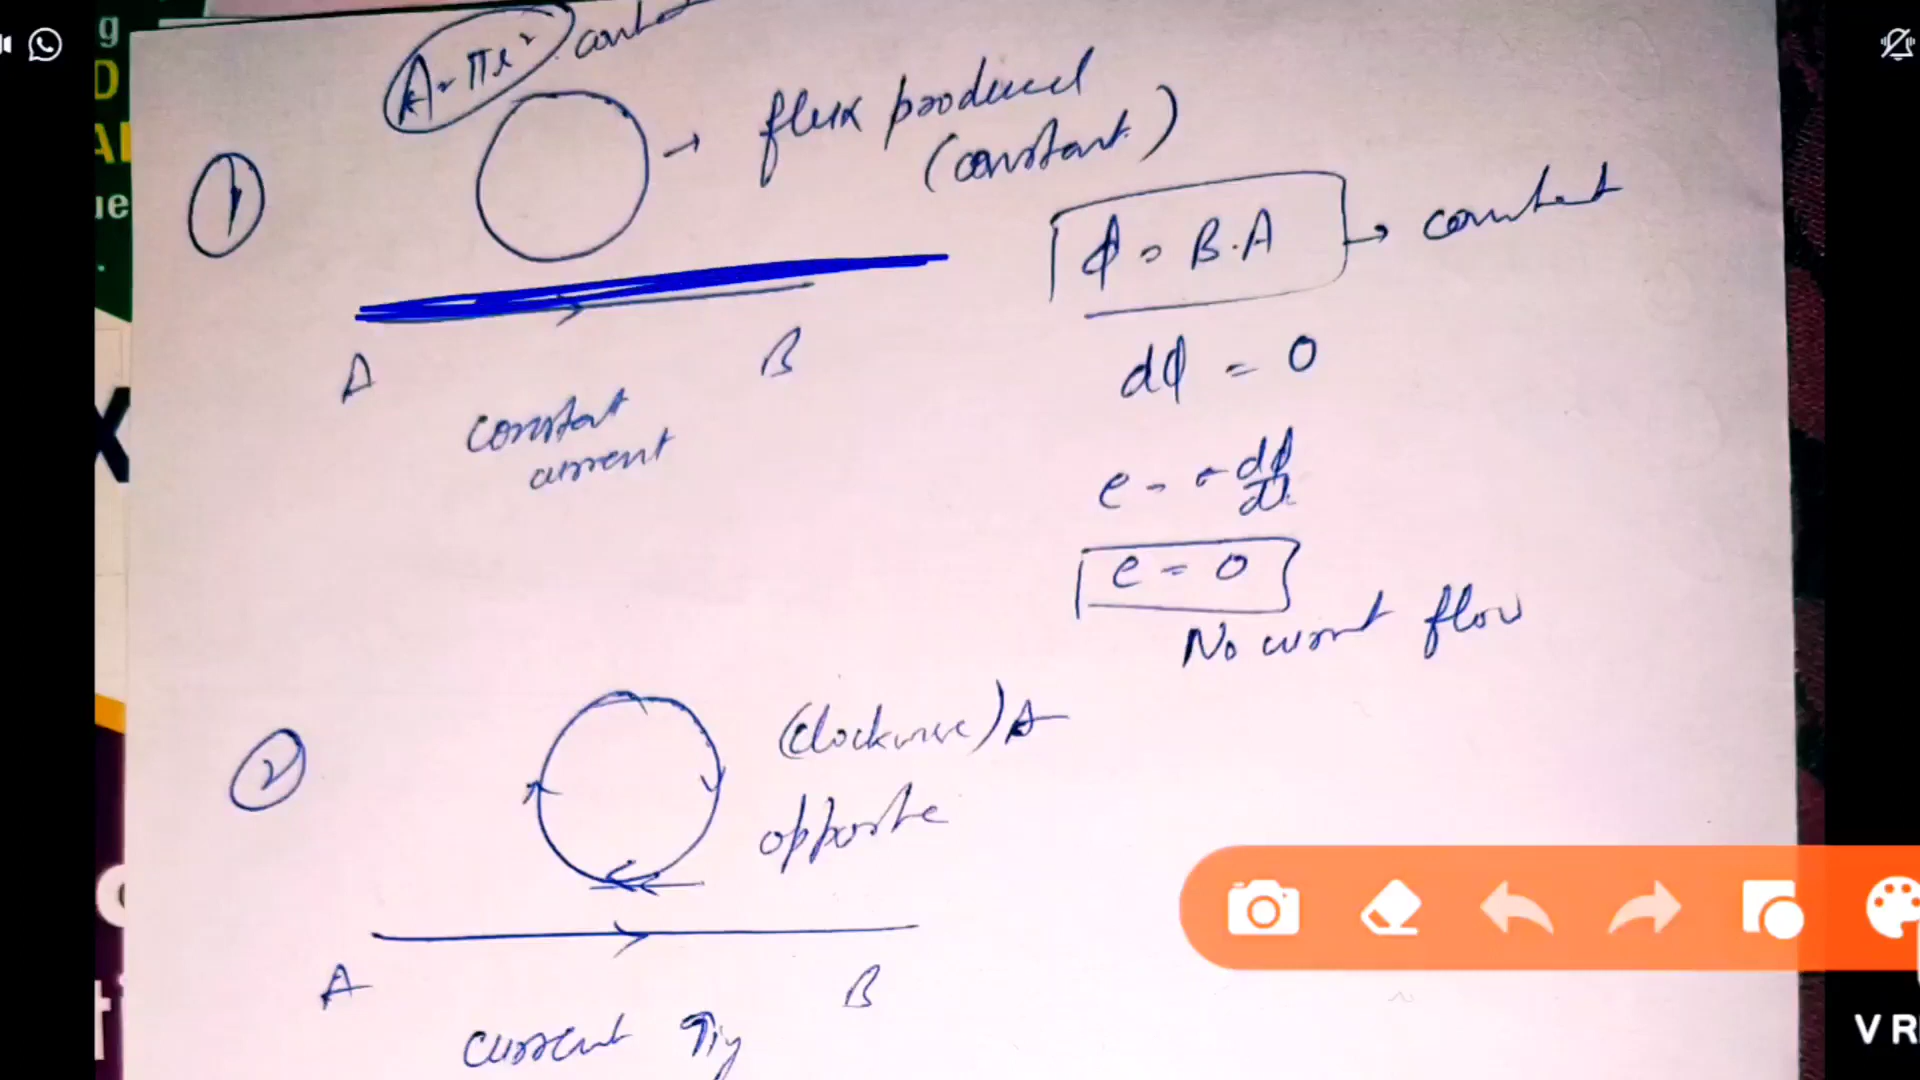 A = πr² const
1
flux produced
(constant)
A
B
constant
current
ϕ = B.A → constant
dϕ = 0
e = - dϕ/dt
e = 0
No current flow
2
(clockwise)
opposite
A
B
current
V R